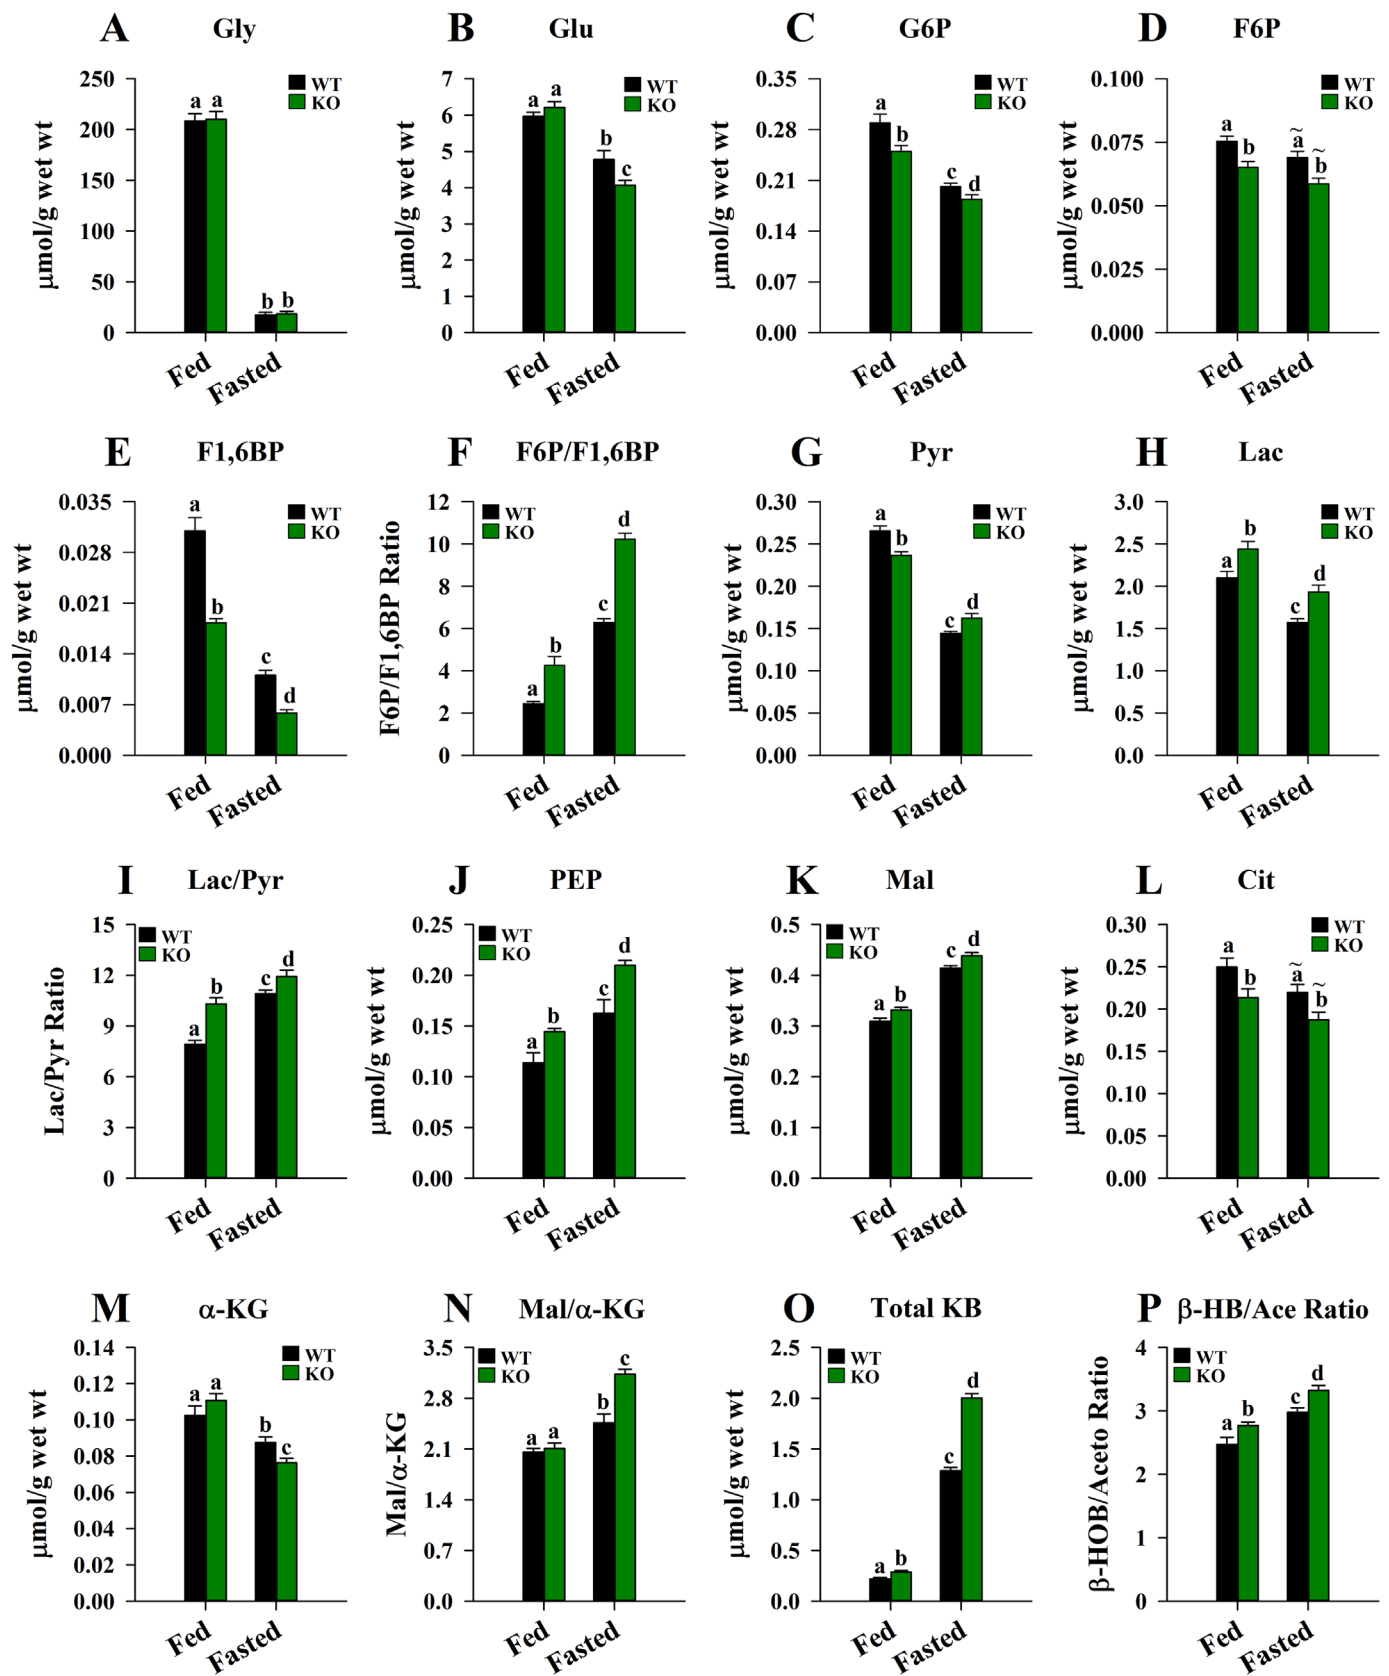 A Gly
WT
KO
μmol/g wet wt
250
200
150
100
50
0
a a
b b
Fed
Fasted
B Glu
WT
KO
μmol/g wet wt
7
6
5
4
3
2
1
0
a a
b c
Fed
Fasted
C G6P
WT
KO
μmol/g wet wt
0.35
0.28
0.21
0.14
0.07
0.00
a b
c d
Fed
Fasted
D F6P
WT
KO
μmol/g wet wt
0.100
0.075
0.050
0.025
0.000
a b
ã b̃
Fed
Fasted
E F1,6BP
WT
KO
μmol/g wet wt
0.035
0.028
0.021
0.014
0.007
0.000
a b
c d
Fed
Fasted
F F6P/F1,6BP
WT
KO
F6P/F1,6BP Ratio
12
10
8
6
4
2
0
a b
c d
Fed
Fasted
G Pyr
WT
KO
μmol/g wet wt
0.30
0.25
0.20
0.15
0.10
0.05
0.00
a b
c d
Fed
Fasted
H Lac
WT
KO
μmol/g wet wt
3.0
2.5
2.0
1.5
1.0
0.5
0.0
a b
c d
Fed
Fasted
I Lac/Pyr
WT
KO
Lac/Pyr Ratio
15
12
9
6
3
0
a b
c d
Fed
Fasted
J PEP
WT
KO
μmol/g wet wt
0.25
0.20
0.15
0.10
0.05
0.00
a b
c d
Fed
Fasted
K Mal
WT
KO
μmol/g wet wt
0.5
0.4
0.3
0.2
0.1
0.0
a b
c d
Fed
Fasted
L Cit
WT
KO
μmol/g wet wt
0.30
0.25
0.20
0.15
0.10
0.05
0.00
a b
ã b̃
Fed
Fasted
M α-KG
WT
KO
μmol/g wet wt
0.14
0.12
0.10
0.08
0.06
0.04
0.02
0.00
a a
b c
Fed
Fasted
N Mal/α-KG
WT
KO
Mal/α-KG
3.5
2.8
2.1
1.4
0.7
0.0
a a
b c
Fed
Fasted
O Total KB
WT
KO
μmol/g wet wt
2.5
2.0
1.5
1.0
0.5
0.0
a b
c d
Fed
Fasted
P β-HB/Ace Ratio
WT
KO
β-HOB/Aceto Ratio
4
3
2
1
0
a b
c d
Fed
Fasted